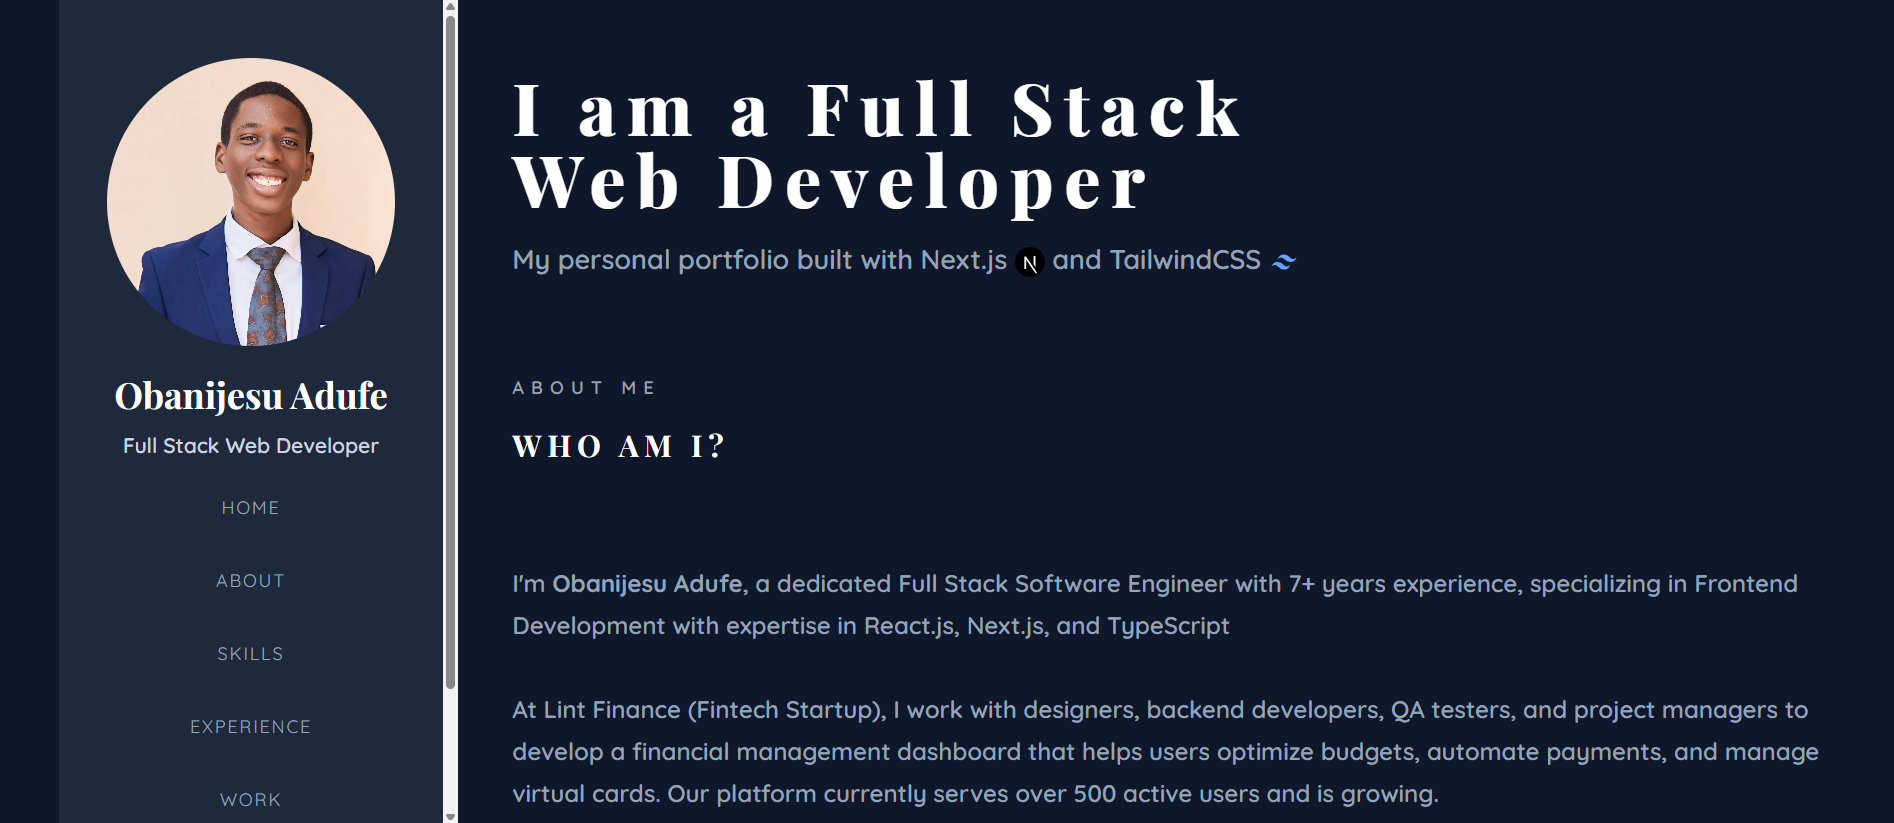 Obanijesu Adufe
Full Stack Web Developer
HOME
ABOUT
SKILLS
EXPERIENCE
WORK
I am a Full Stack
Web Developer
My personal portfolio built with Next.js N and TailwindCSS
ABOUT ME
WHO AM I?
I'm Obanijesu Adufe, a dedicated Full Stack Software Engineer with 7+ years experience, specializing in Frontend
Development with expertise in React.js, Next.js, and TypeScript
At Lint Finance (Fintech Startup), I work with designers, backend developers, QA testers, and project managers to
develop a financial management dashboard that helps users optimize budgets, automate payments, and manage
virtual cards. Our platform currently serves over 500 active users and is growing.